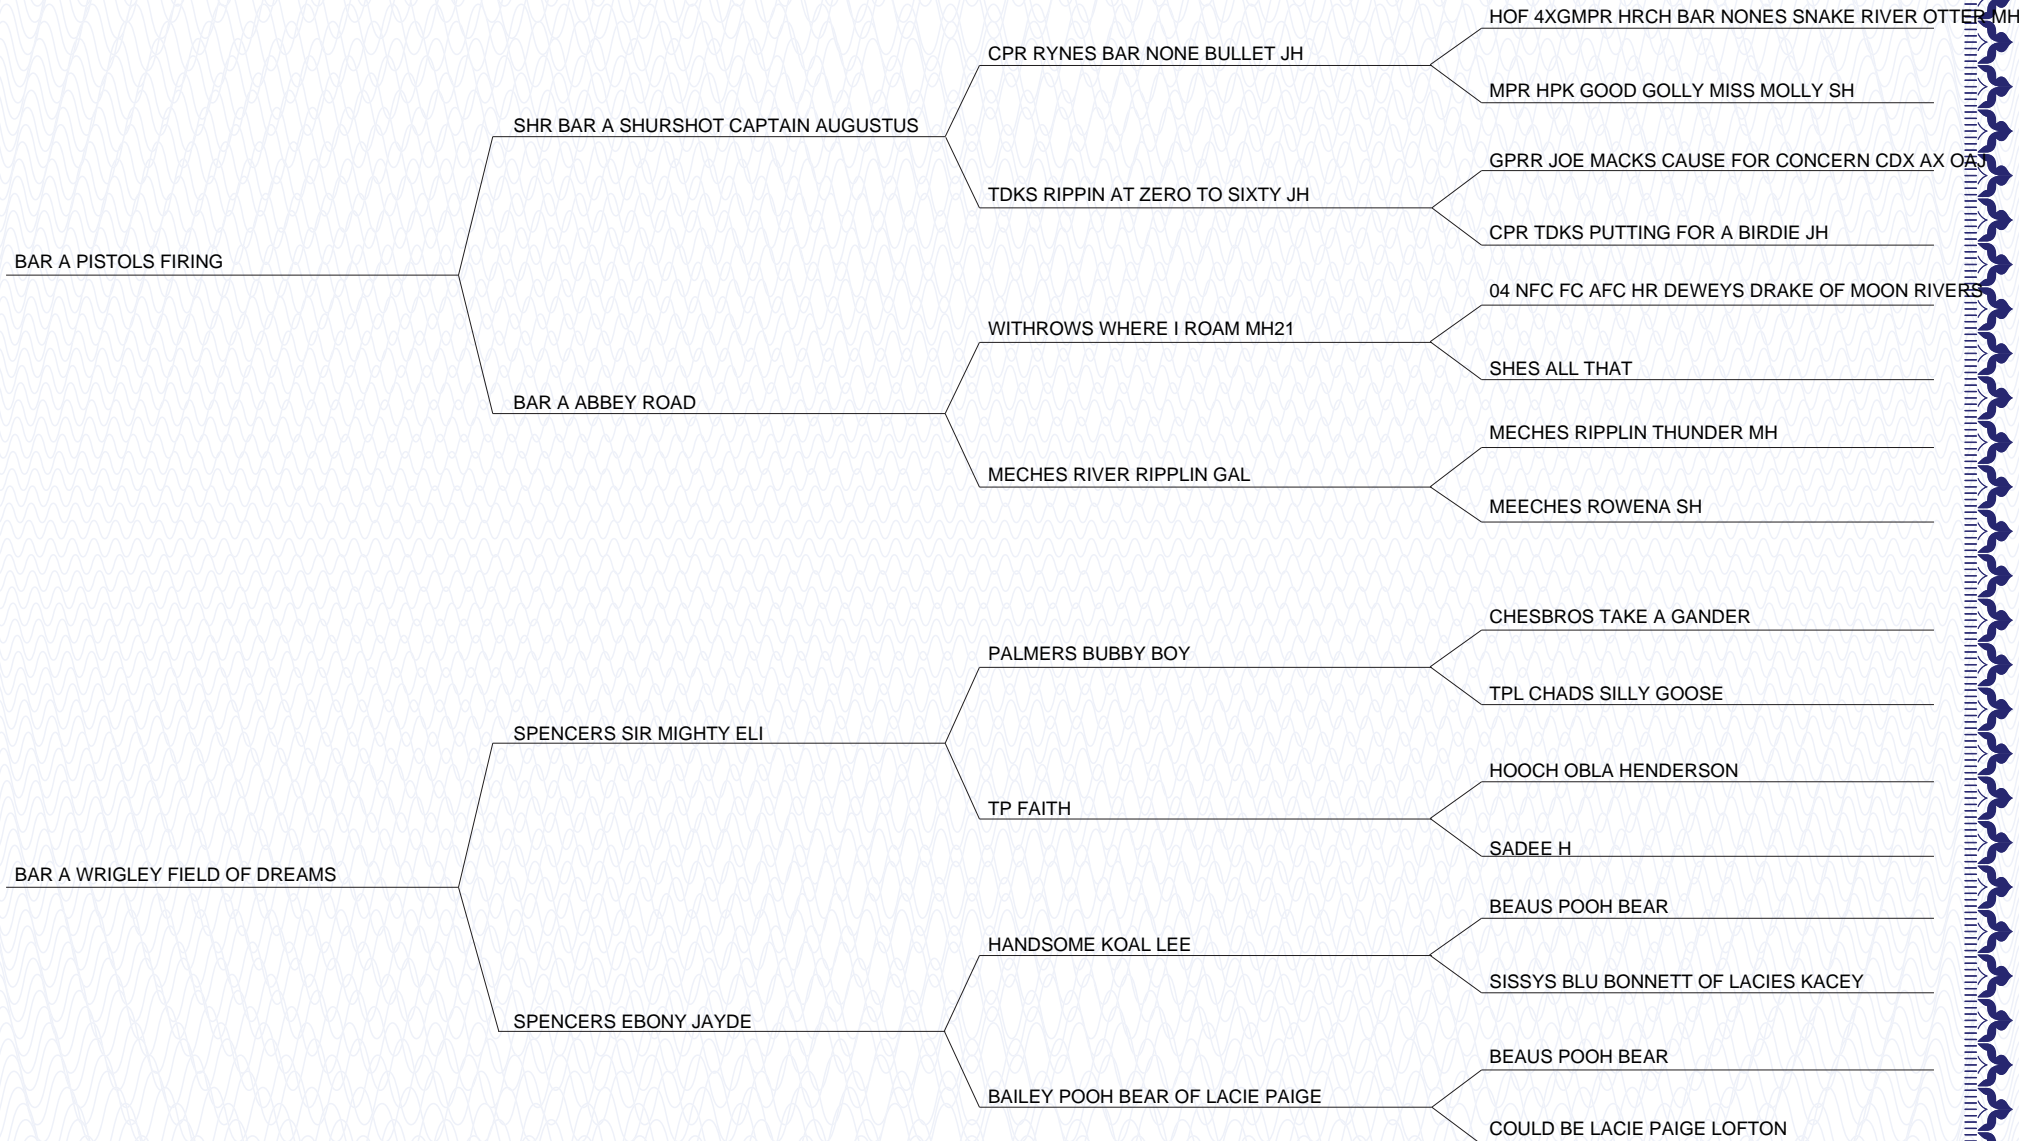 HOF 4XGMPR HRCH BAR NONES SNAKE RIVER OTTER MH
CPR RYNES BAR NONE BULLET JH
MPR HPK GOOD GOLLY MISS MOLLY SH
SHR BAR A SHURSHOT CAPTAIN AUGUSTUS
GPRR JOE MACKS CAUSE FOR CONCERN CDX AX OAJ
TDKS RIPPIN AT ZERO TO SIXTY JH
CPR TDKS PUTTING FOR A BIRDIE JH
BAR A PISTOLS FIRING
04 NFC FC AFC HR DEWEYS DRAKE OF MOON RIVERS
WITHROWS WHERE I ROAM MH21
SHES ALL THAT
BAR A ABBEY ROAD
MECHES RIPPLIN THUNDER MH
MECHES RIVER RIPPLIN GAL
MEECHES ROWENA SH
CHESBROS TAKE A GANDER
PALMERS BUBBY BOY
TPL CHADS SILLY GOOSE
SPENCERS SIR MIGHTY ELI
HOOCH OBLA HENDERSON
TP FAITH
SADEE H
BAR A WRIGLEY FIELD OF DREAMS
BEAUS POOH BEAR
HANDSOME KOAL LEE
SISSYS BLU BONNETT OF LACIES KACEY
SPENCERS EBONY JAYDE
BEAUS POOH BEAR
BAILEY POOH BEAR OF LACIE PAIGE
COULD BE LACIE PAIGE LOFTON